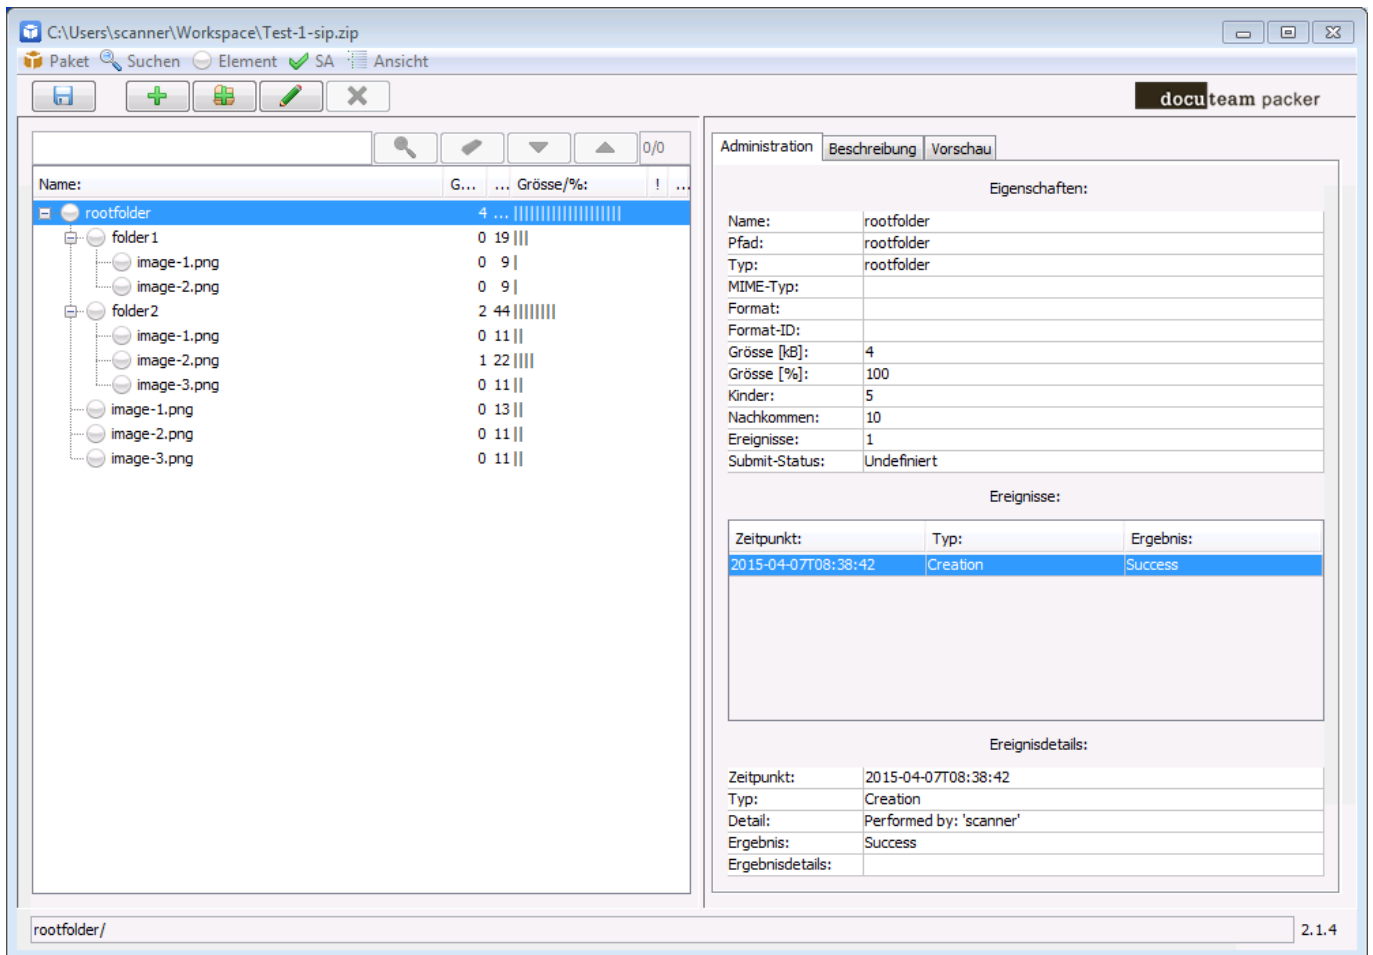 C:\Users\scanner\Workspace\Test-1-sip.zip
Paket Suchen Element SA Ansicht
docuteam packer
0/0
Name: G... ... Grösse/%: ! ...
rootfolder 4 ...
folder1 0 19
image-1.png 0 9
image-2.png 0 9
folder2 2 44
image-1.png 0 11
image-2.png 1 22
image-3.png 0 11
image-1.png 0 13
image-2.png 0 11
image-3.png 0 11
Administration Beschreibung Vorschau
Eigenschaften:
Name: rootfolder
Pfad: rootfolder
Typ: rootfolder
MIME-Typ:
Format:
Format-ID:
Grösse [kB]: 4
Grösse [%]: 100
Kinder: 5
Nachkommen: 10
Ereignisse: 1
Submit-Status: Undefiniert
Ereignisse:
Zeitpunkt: Typ: Ergebnis:
2015-04-07T08:38:42 Creation Success
Ereignisdetails:
Zeitpunkt: 2015-04-07T08:38:42
Typ: Creation
Detail: Performed by: 'scanner'
Ergebnis: Success
Ergebnisdetails:
rootfolder/ 2.1.4